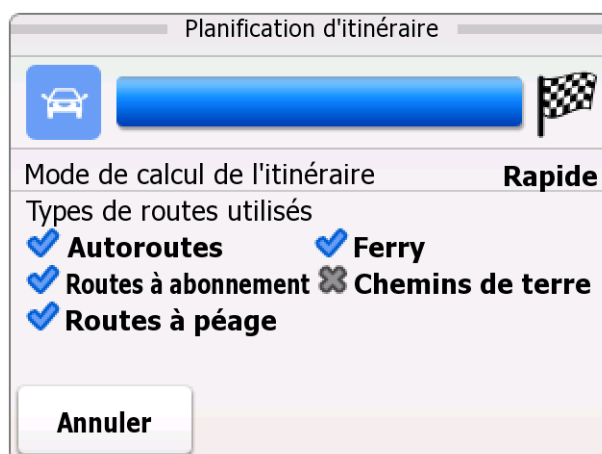 Planification d'itinéraire
Mode de calcul de l'itinéraire Rapide
Types de routes utilisés
Autoroutes Ferry
Routes à abonnement Chemins de terre
Routes à péage
Annuler